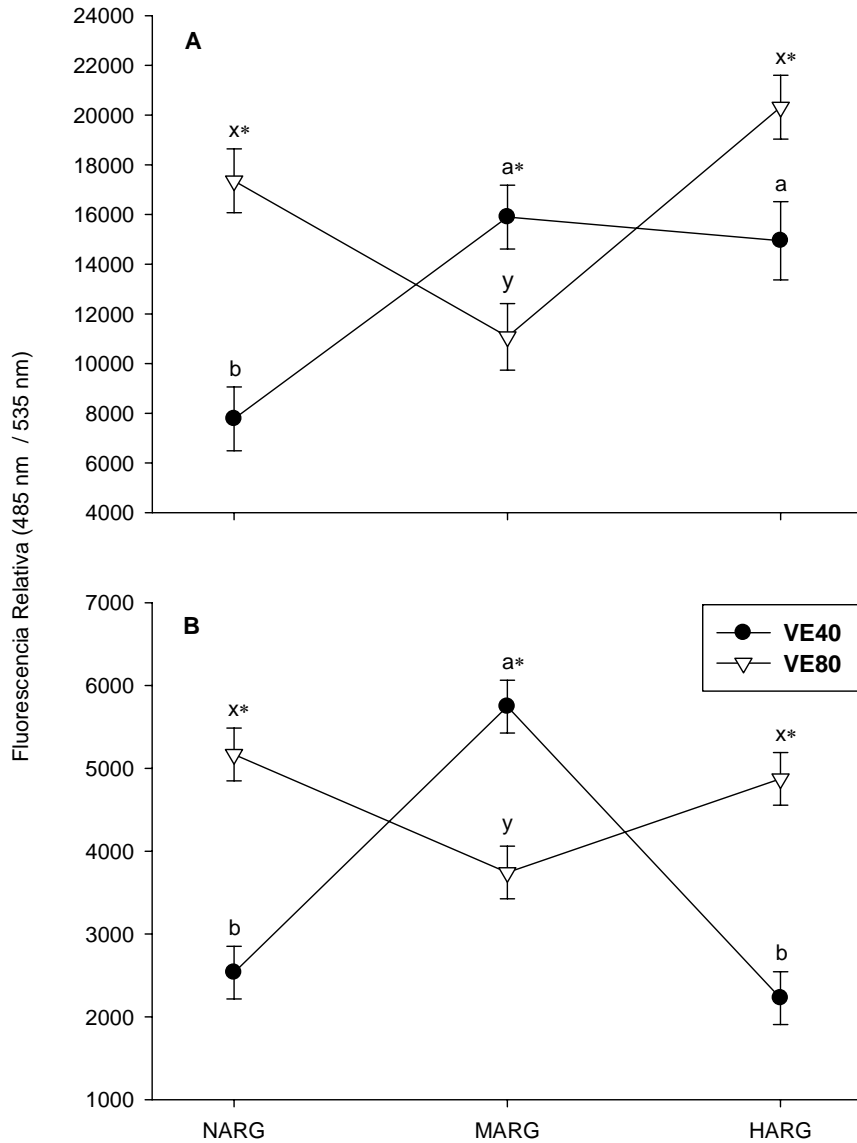 Fluorescencia Relativa (485 nm / 535 nm)
A
24000
22000
20000
18000
16000
14000
12000
10000
8000
6000
4000
x*
b
a*
y
x*
a
B
7000
6000
5000
4000
3000
2000
1000
VE40
VE80
x*
b
a*
y
x*
b
NARG MARG HARG